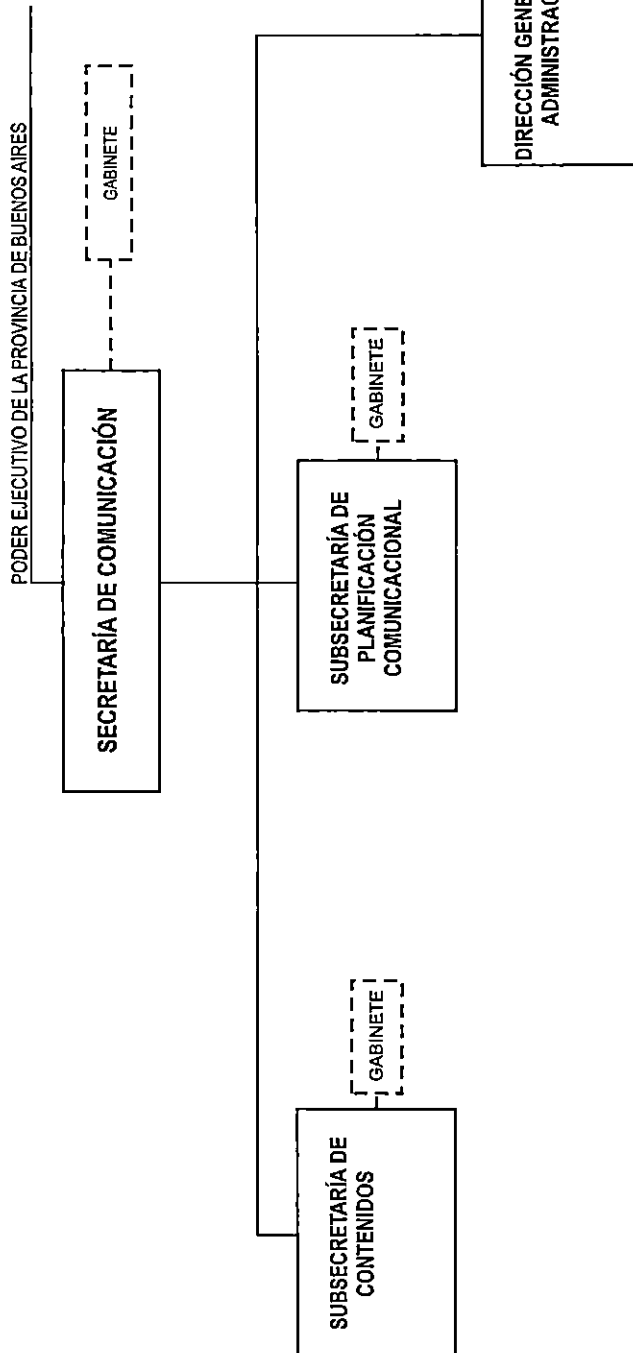 PODER EJECUTIVO DE LA PROVINCIA DE BUENOS AIRES
SECRETARÍA DE COMUNICACIÓN
GABINETE
SUBSECRETARÍA DE
CONTENIDOS
GABINETE
SUBSECRETARÍA DE
PLANIFICACIÓN
COMUNICACIONAL
GABINETE
DIRECCIÓN